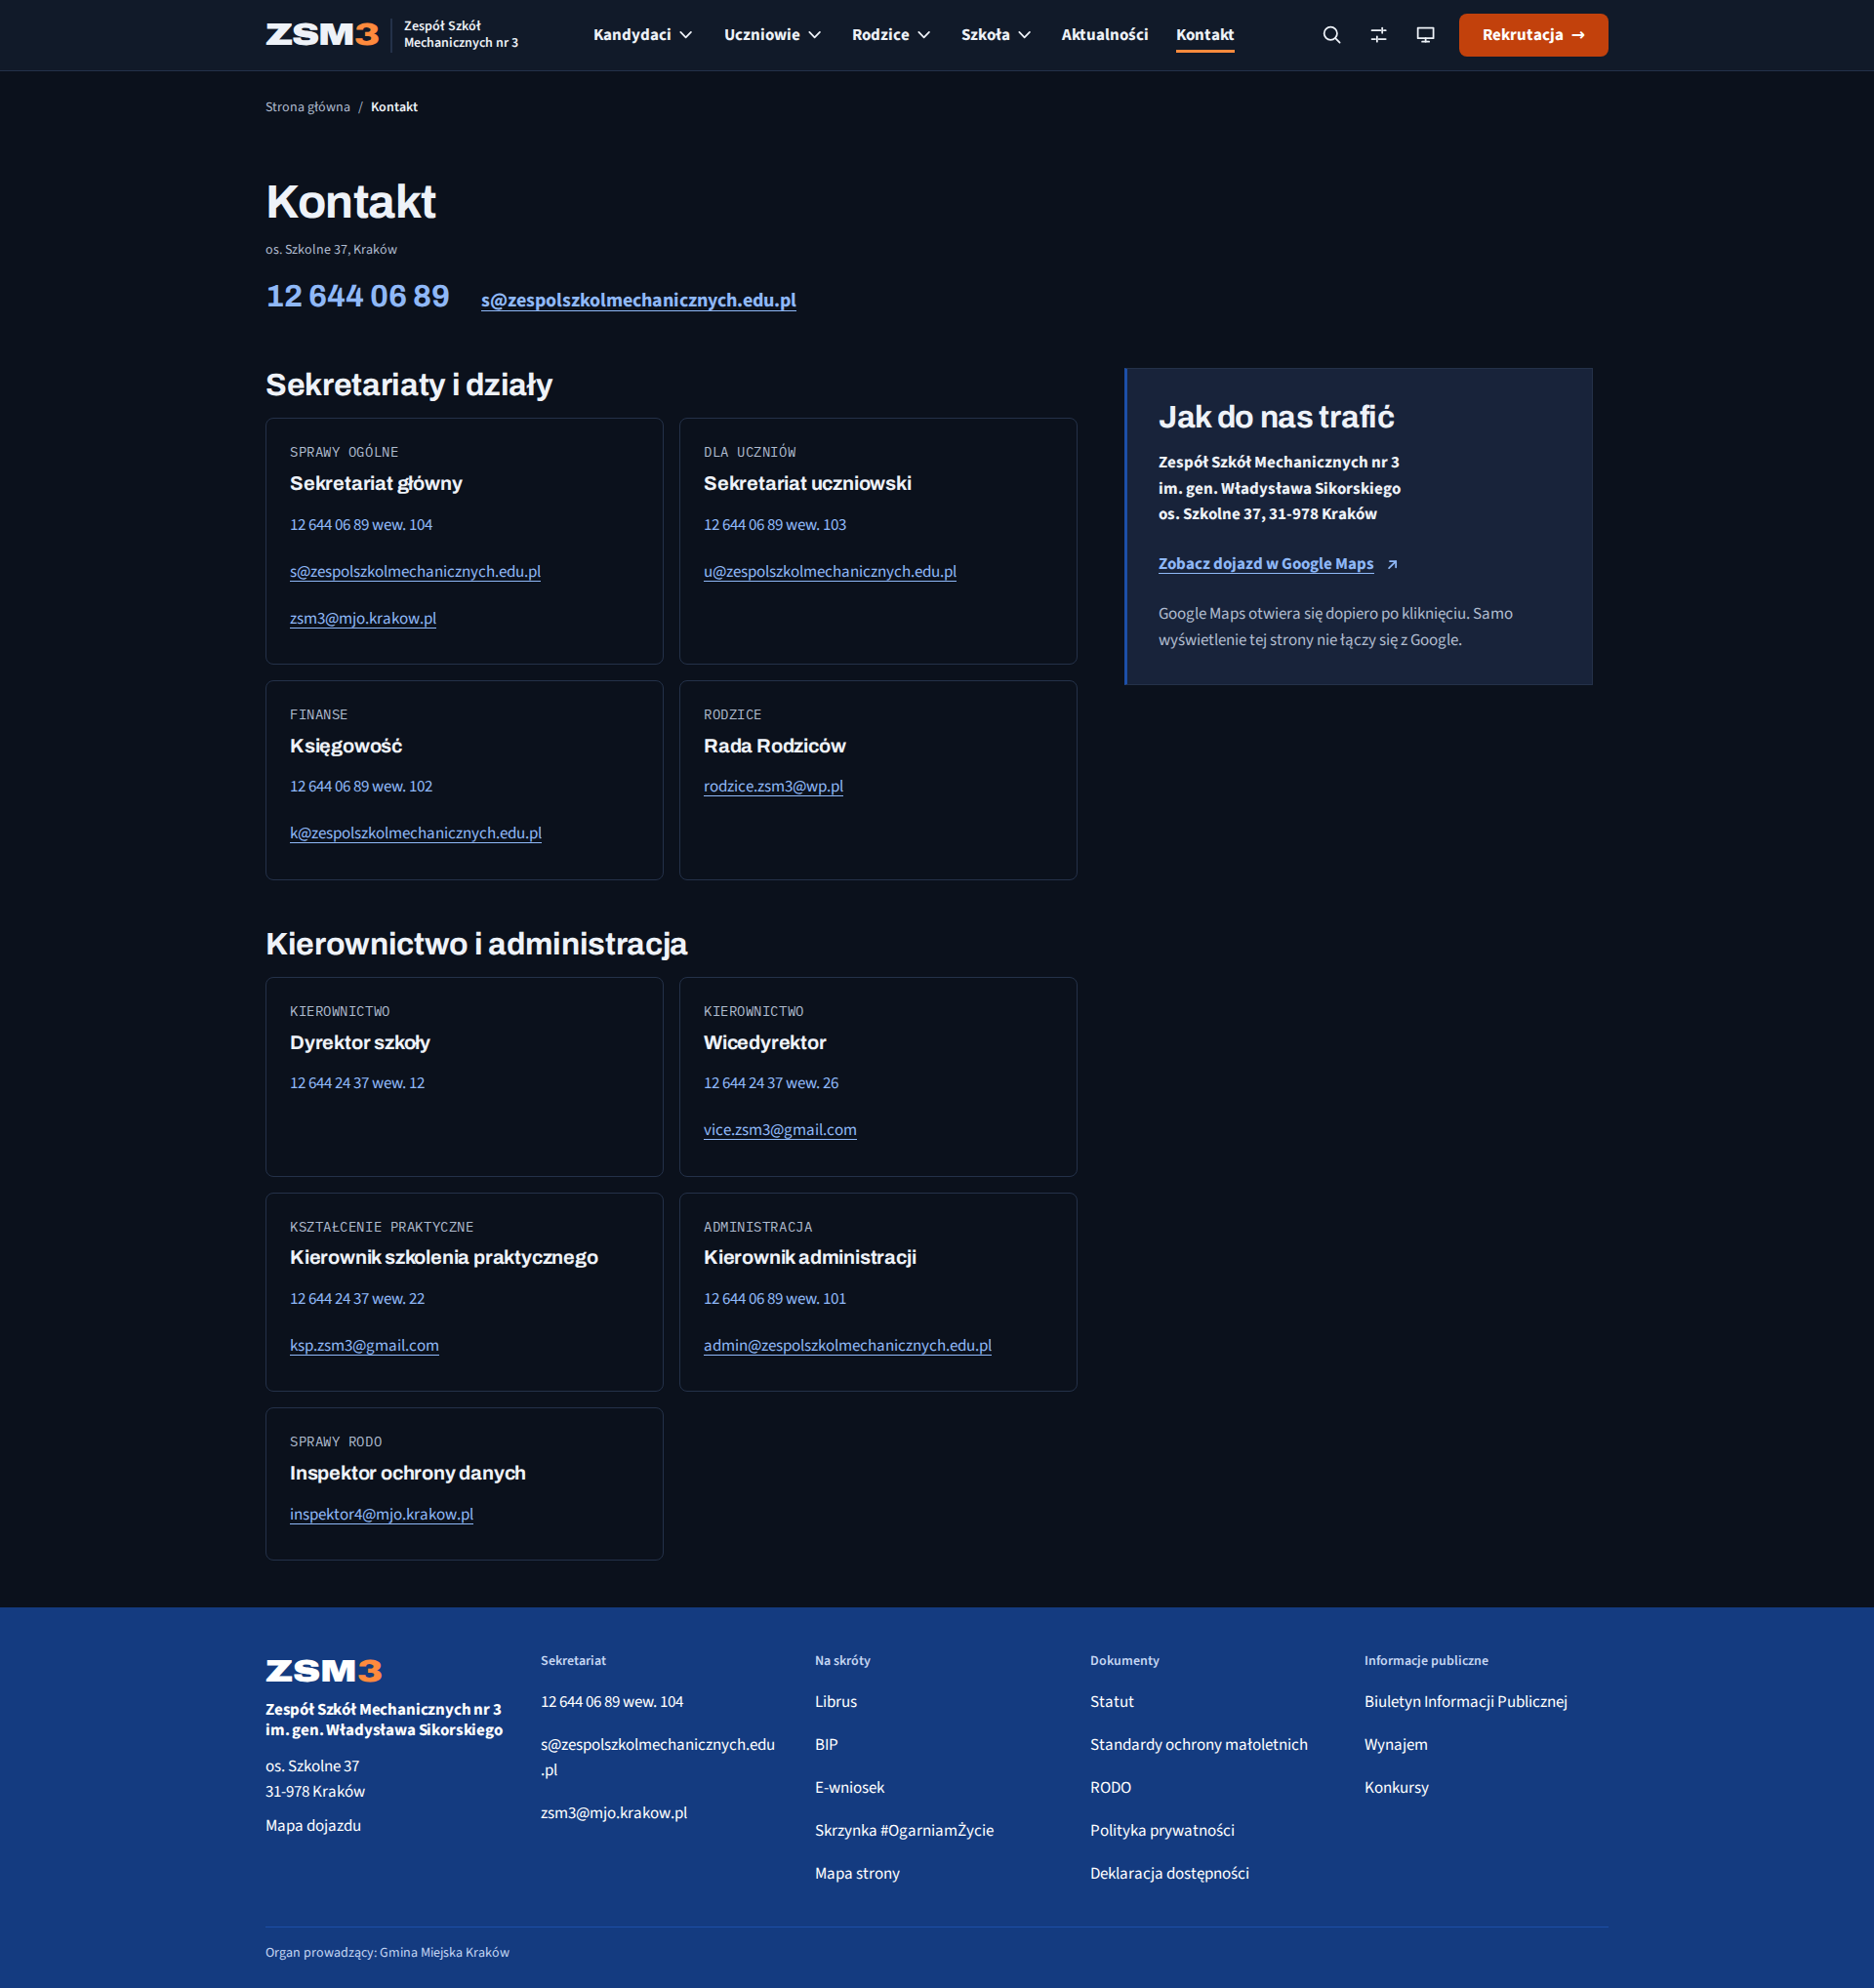 ZSM3
Zespół Szkół
Mechanicznych nr 3
Kandydaci
Uczniowie
Rodzice
Szkoła
Aktualności
Kontakt
Rekrutacja →
Strona główna / Kontakt
Kontakt
os. Szkolne 37, Kraków
12 644 06 89
s@zespolszkolmechanicznych.edu.pl
Sekretariaty i działy
SPRAWY OGÓLNE
Sekretariat główny
12 644 06 89 wew. 104
s@zespolszkolmechanicznych.edu.pl
zsm3@mjo.krakow.pl
DLA UCZNIÓW
Sekretariat uczniowski
12 644 06 89 wew. 103
u@zespolszkolmechanicznych.edu.pl
FINANSE
Księgowość
12 644 06 89 wew. 102
k@zespolszkolmechanicznych.edu.pl
RODZICE
Rada Rodziców
rodzice.zsm3@wp.pl
Jak do nas trafić
Zespół Szkół Mechanicznych nr 3
im. gen. Władysława Sikorskiego
os. Szkolne 37, 31-978 Kraków
Zobacz dojazd w Google Maps
Google Maps otwiera się dopiero po kliknięciu. Samo
wyświetlenie tej strony nie łączy się z Google.
Kierownictwo i administracja
KIEROWNICTWO
Dyrektor szkoły
12 644 24 37 wew. 12
KIEROWNICTWO
Wicedyrektor
12 644 24 37 wew. 26
vice.zsm3@gmail.com
KSZTAŁCENIE PRAKTYCZNE
Kierownik szkolenia praktycznego
12 644 24 37 wew. 22
ksp.zsm3@gmail.com
ADMINISTRACJA
Kierownik administracji
12 644 06 89 wew. 101
admin@zespolszkolmechanicznych.edu.pl
SPRAWY RODO
Inspektor ochrony danych
inspektor4@mjo.krakow.pl
ZSM3
Zespół Szkół Mechanicznych nr 3
im. gen. Władysława Sikorskiego
os. Szkolne 37
31-978 Kraków
Mapa dojazdu
Sekretariat
12 644 06 89 wew. 104
s@zespolszkolmechanicznych.edu
.pl
zsm3@mjo.krakow.pl
Na skróty
Librus
BIP
E-wniosek
Skrzynka #OgarniamŻycie
Mapa strony
Dokumenty
Statut
Standardy ochrony małoletnich
RODO
Polityka prywatności
Deklaracja dostępności
Informacje publiczne
Biuletyn Informacji Publicznej
Wynajem
Konkursy
Organ prowadzący: Gmina Miejska Kraków